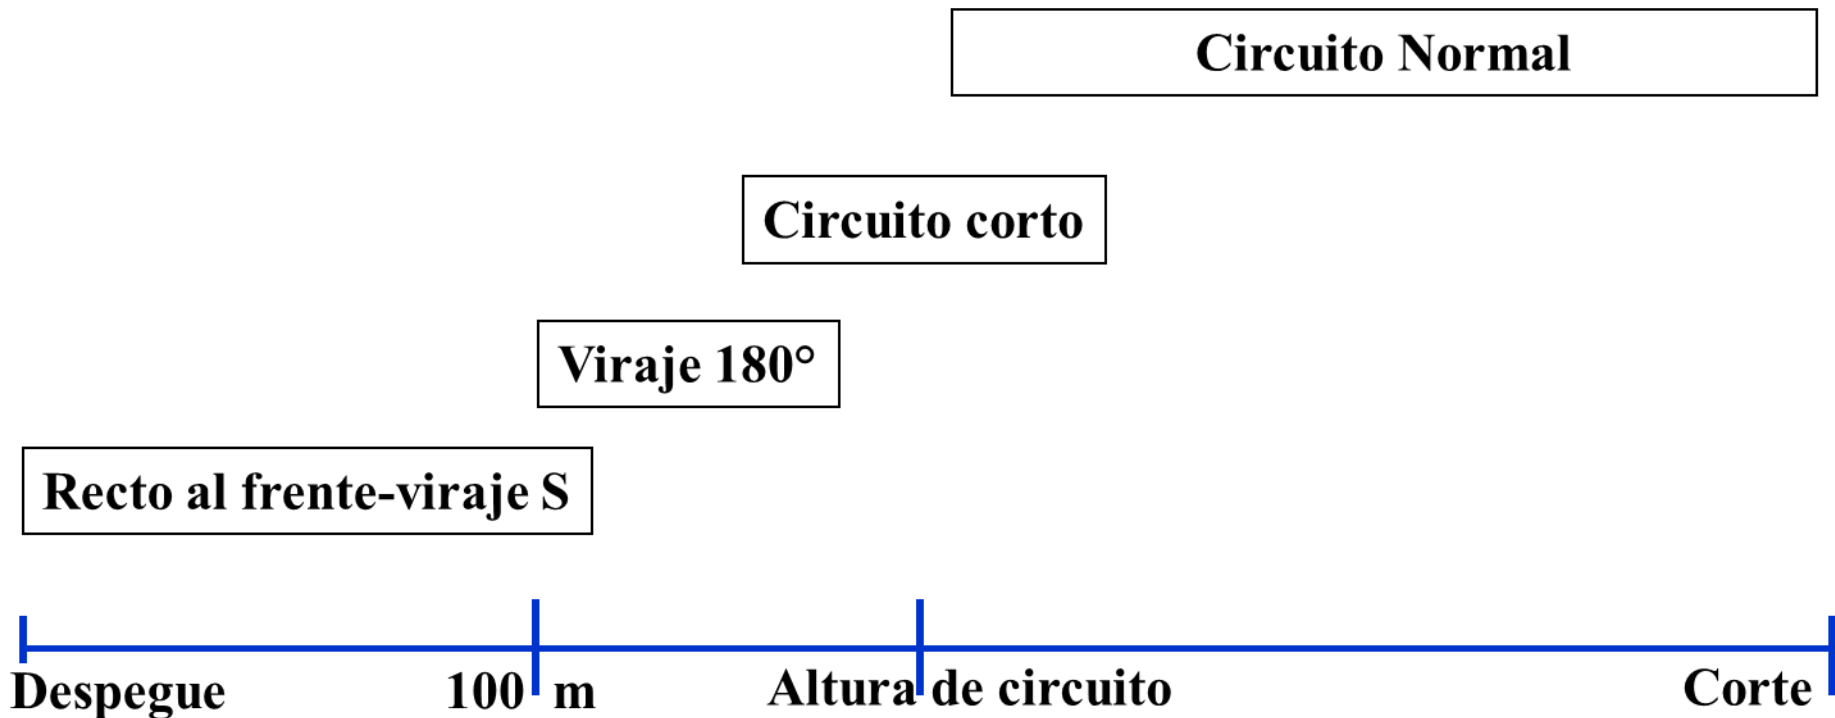 Circuito Normal
Circuito corto
Viraje 180°
Recto al frente-viraje S
Despegue 100 m Altura de circuito Corte